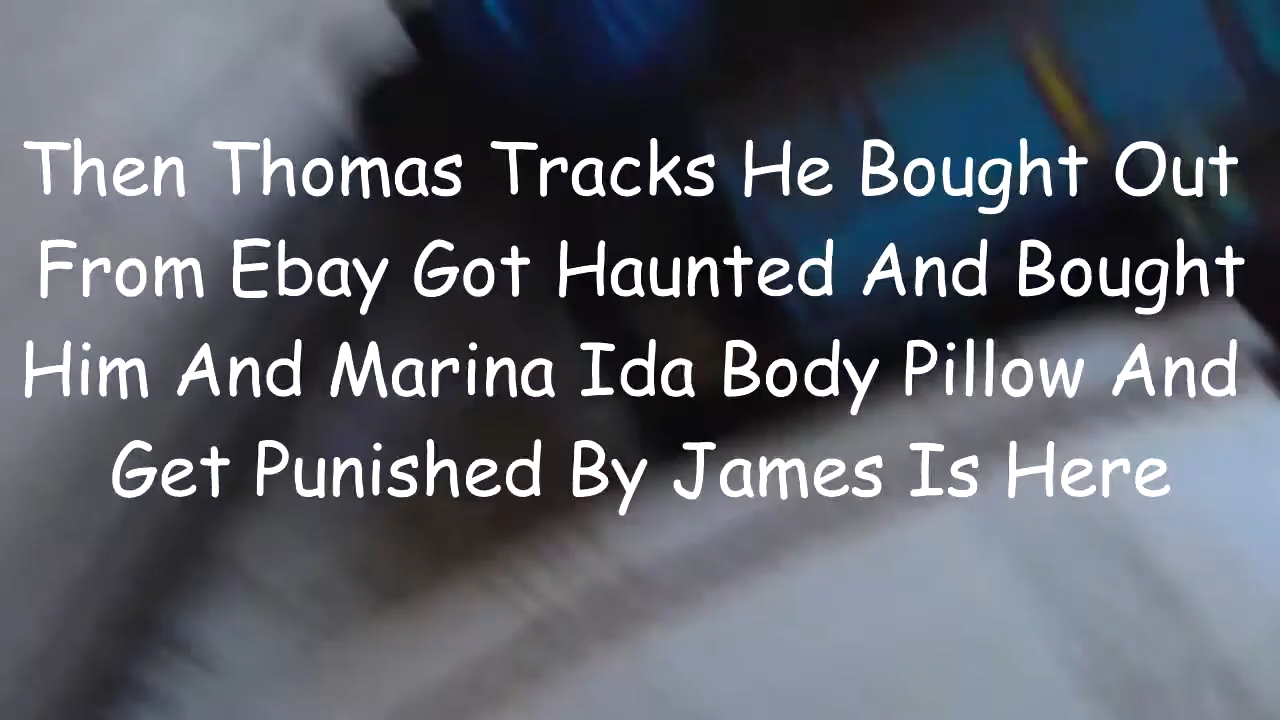 Then Thomas Tracks He Bought Out
From Ebay Got Haunted And Bought
Him And Marina Ida Body Pillow And
Get Punished By James Is Here